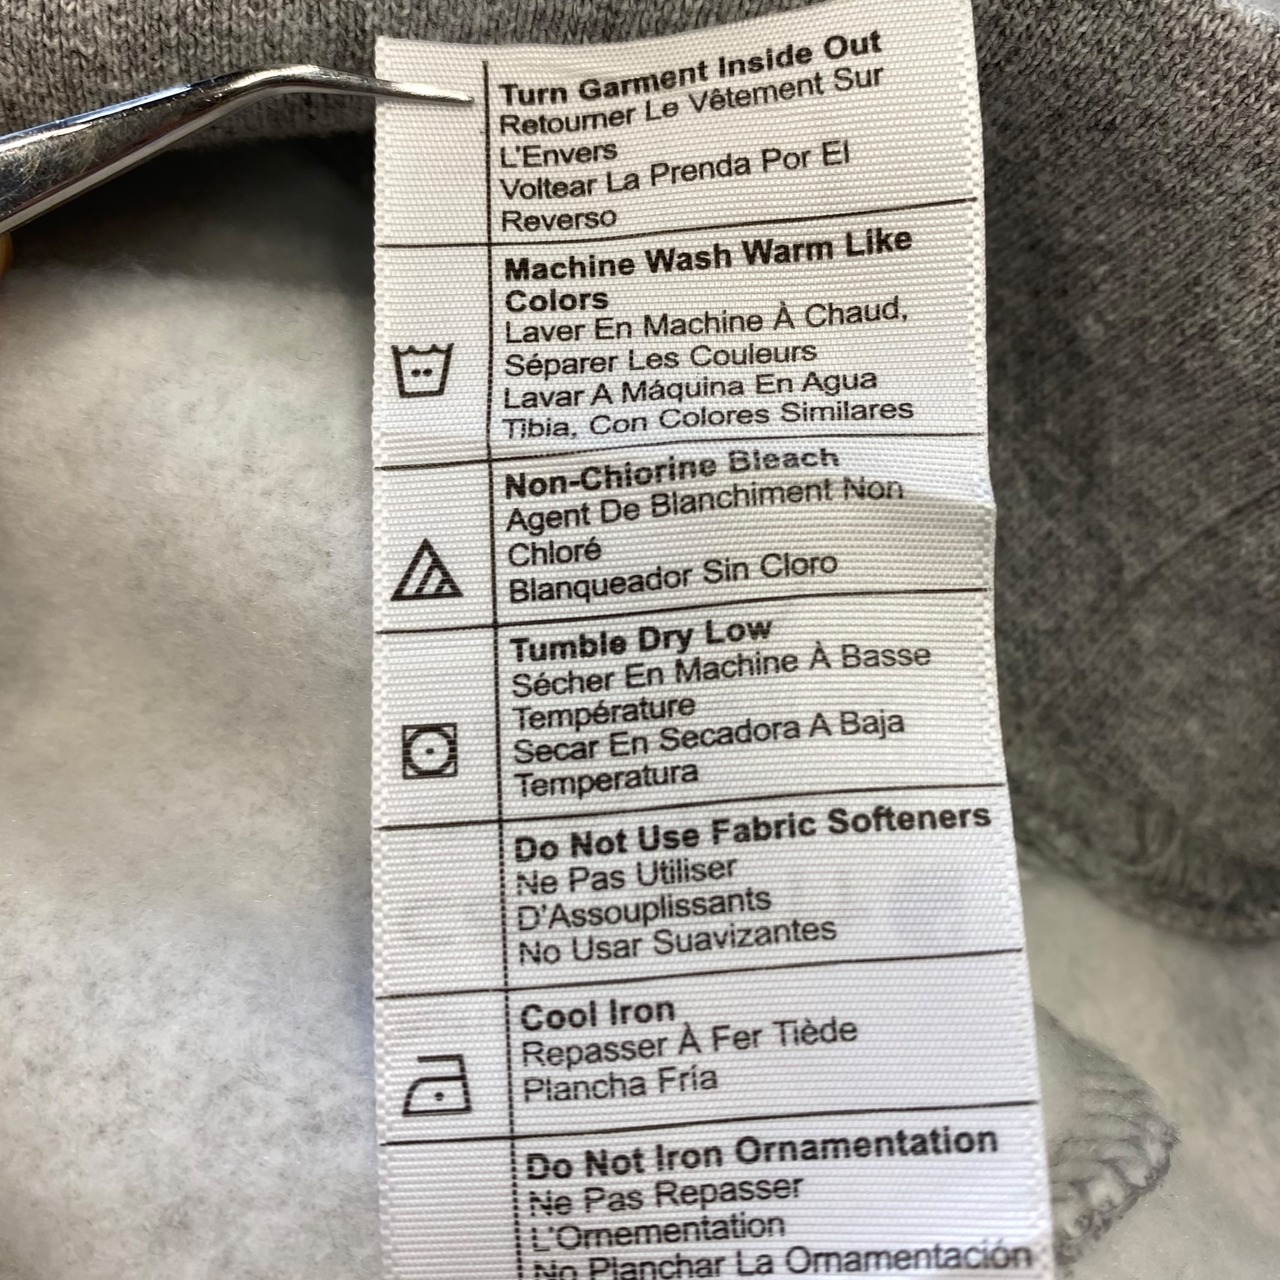 Turn Garment Inside Out
Retourner Le Vêtement Sur
L'Envers
Voltear La Prenda Por El
Reverso
Machine Wash Warm Like
Colors
Laver En Machine À Chaud,
Séparer Les Couleurs
Lavar A Máquina En Agua
Tibia, Con Colores Similares
Non-Chlorine Bleach
Agent De Blanchiment Non
Chloré
Blanqueador Sin Cloro
Tumble Dry Low
Sécher En Machine À Basse
Température
Secar En Secadora A Baja
Temperatura
Do Not Use Fabric Softeners
Ne Pas Utiliser
D'Assouplissants
No Usar Suavizantes
Cool Iron
Repasser À Fer Tiède
Plancha Fría
Do Not Iron Ornamentation
Ne Pas Repasser
L'Ornementation
No Planchar La Ornamentación